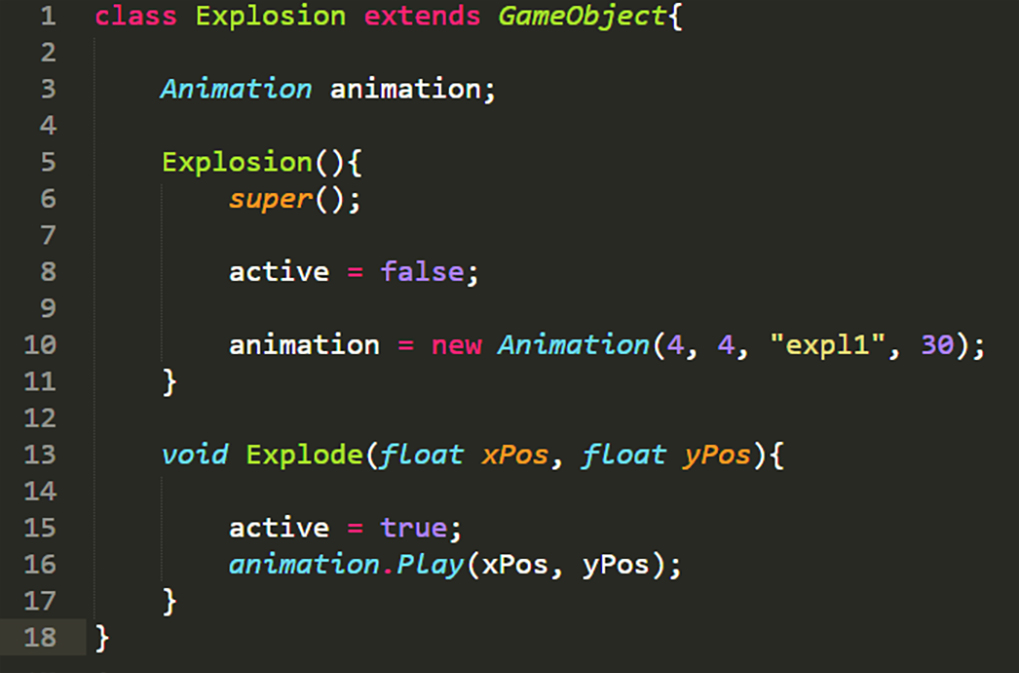 1 class Explosion extends GameObject{
2
3 Animation animation;
4
5 Explosion(){
6 super();
7
8 active = false;
9
10 animation = new Animation(4, 4, "expl1", 30);
11 }
12
13 void Explode(float xPos, float yPos){
14
15 active = true;
16 animation.Play(xPos, yPos);
17 }
18 }